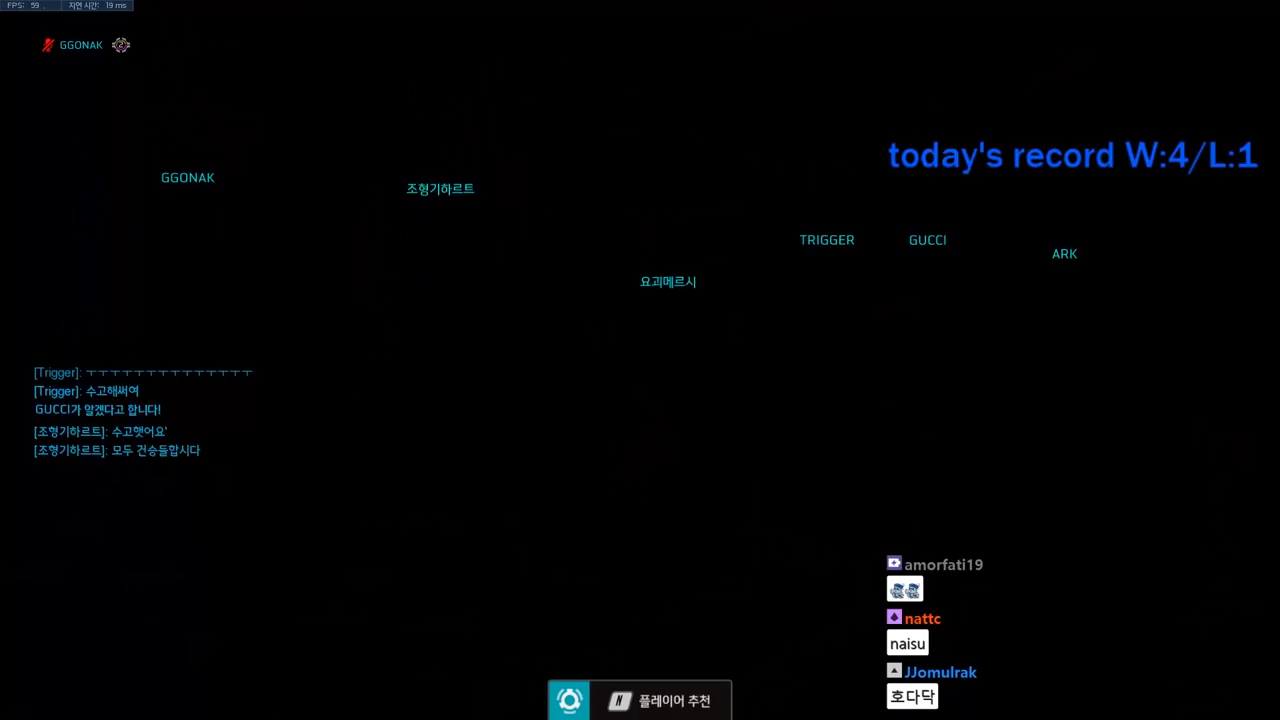 FPS: 59 지연 시간: 19 ms
GGONAK
today's record W:4/L:1
GGONAK
조형기하르트
TRIGGER
GUCCI
ARK
요괴메르시
[Trigger]: ㅜㅜㅜㅜㅜㅜㅜㅜㅜㅜㅜㅜㅜㅜ
[Trigger]: 수고해써여
GUCCI가 알겠다고 합니다!
[조형기하르트]: 수고햇어요'
[조형기하르트]: 모두 건승들합시다
amorfati19
nattc
naisu
JJomulrak
호다닥
N 플레이어 추천